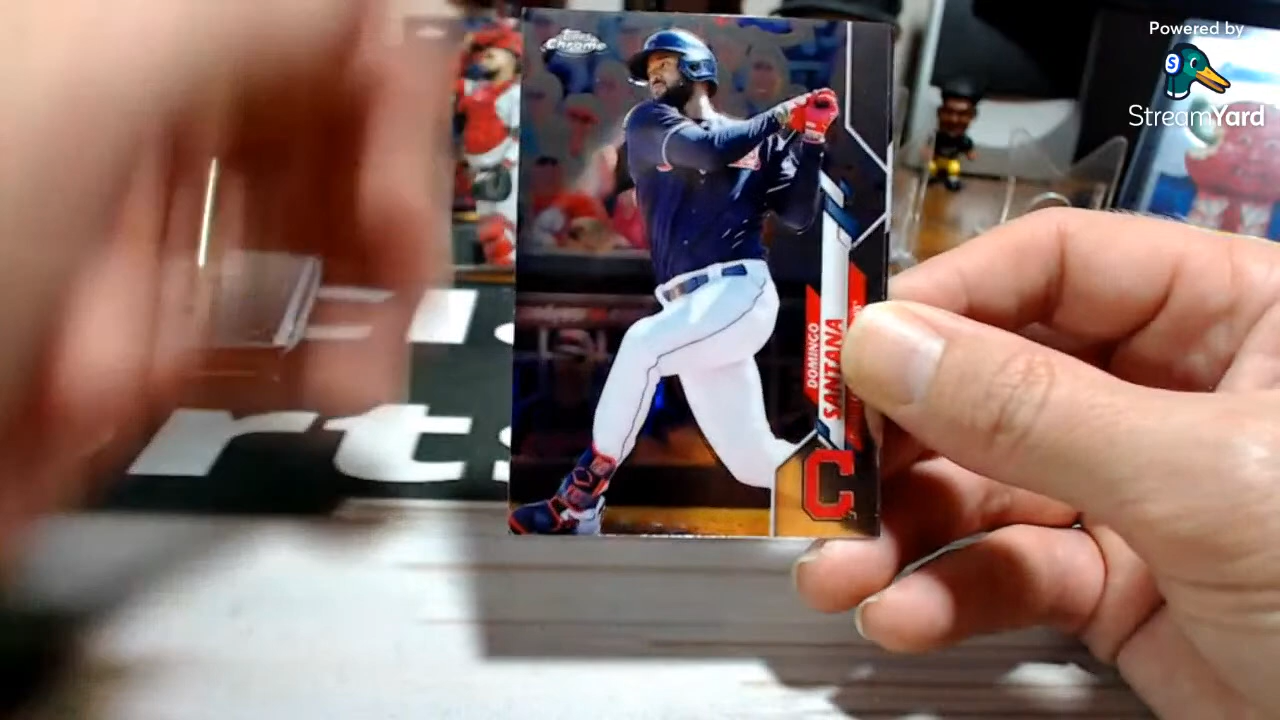 Powered by
StreamYard
S
Topps
Chrome
DOMINGO
SANTANA
C
rts